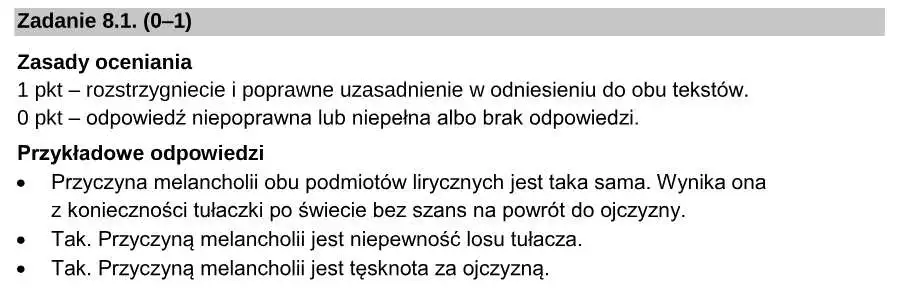 Zadanie 8.1. (0–1)
Zasady oceniania
1 pkt – rozstrzygniecie i poprawne uzasadnienie w odniesieniu do obu tekstów.
0 pkt – odpowiedź niepoprawna lub niepełna albo brak odpowiedzi.
Przykładowe odpowiedzi
• Przyczyna melancholii obu podmiotów lirycznych jest taka sama. Wynika ona
z konieczności tułaczki po świecie bez szans na powrót do ojczyzny.
• Tak. Przyczyną melancholii jest niepewność losu tułacza.
• Tak. Przyczyną melancholii jest tęsknota za ojczyzną.